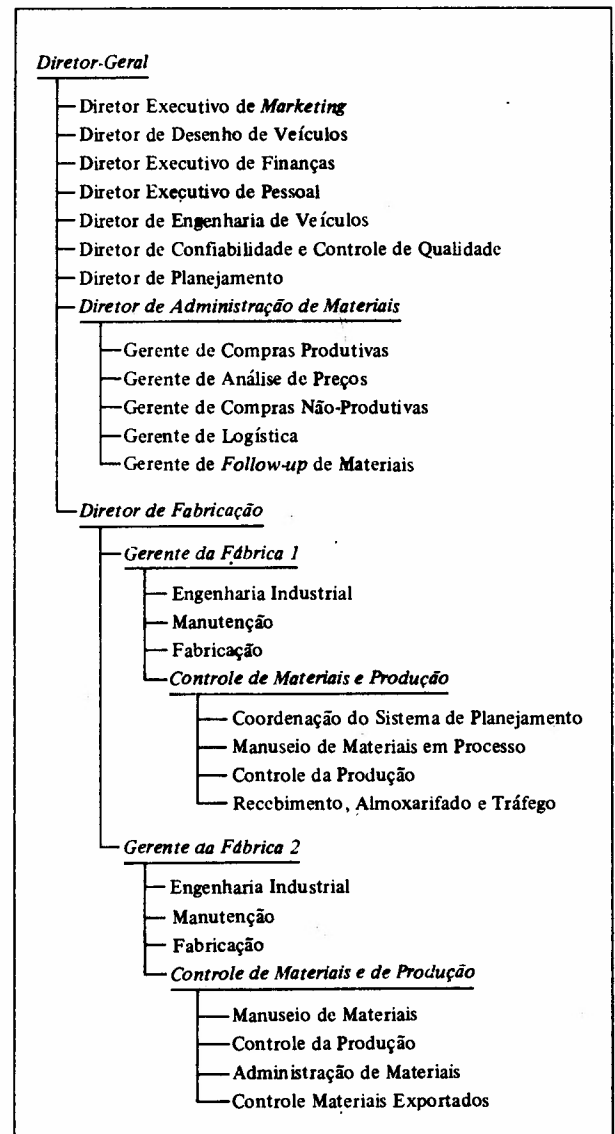 Diretor-Geral
Diretor Executivo de Marketing
Diretor de Desenho de Veículos
Diretor Executivo de Finanças
Diretor Executivo de Pessoal
Diretor de Engenharia de Veículos
Diretor de Confiabilidade e Controle de Qualidade
Diretor de Planejamento
Diretor de Administração de Materiais
Gerente de Compras Produtivas
Gerente de Análise de Preços
Gerente de Compras Não-Produtivas
Gerente de Logística
Gerente de Follow-up de Materiais
Diretor de Fabricação
Gerente da Fábrica 1
Engenharia Industrial
Manutenção
Fabricação
Controle de Materiais e Produção
Coordenação do Sistema de Planejamento
Manuseio de Materiais em Processo
Controle da Produção
Recebimento, Almoxarifado e Tráfego
Gerente da Fábrica 2
Engenharia Industrial
Manutenção
Fabricação
Controle de Materiais e de Produção
Manuseio de Materiais
Controle da Produção
Administração de Materiais
Controle Materiais Exportados